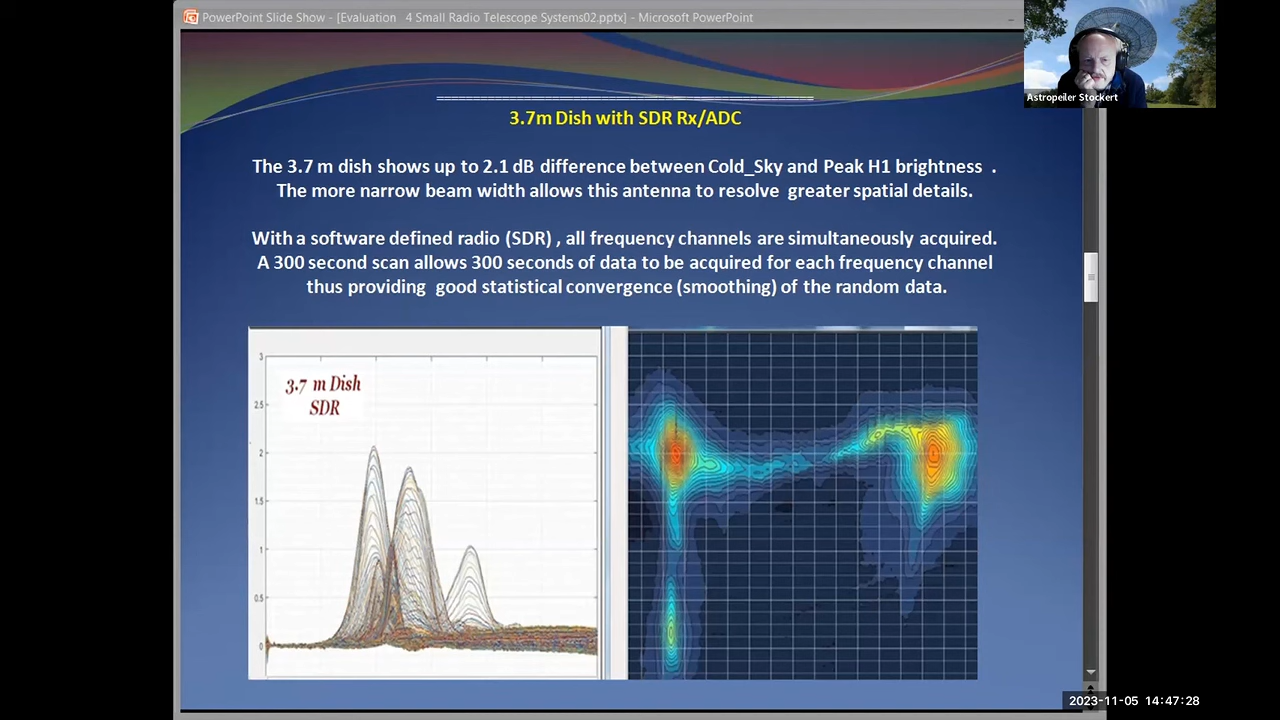 PowerPoint Slide Show - [Evaluation 4 Small Radio Telescope Systems02.pptx] - Microsoft PowerPoint
Astropeiler Stockert
3.7m Dish with SDR Rx/ADC
The 3.7 m dish shows up to 2.1 dB difference between Cold_Sky and Peak H1 brightness .
The more narrow beam width allows this antenna to resolve greater spatial details.
With a software defined radio (SDR) , all frequency channels are simultaneously acquired.
A 300 second scan allows 300 seconds of data to be acquired for each frequency channel
thus providing good statistical convergence (smoothing) of the random data.
3.7 m Dish
SDR
3
2.5
2
1.5
1
0.5
0
2023-11-05 14:47:28